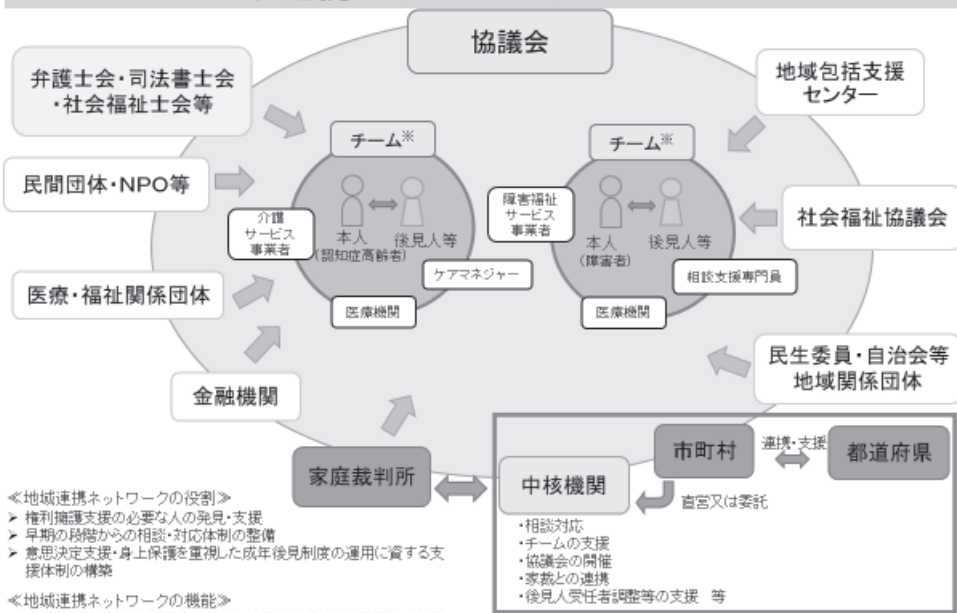 協議会
弁護士会・司法書士会
・社会福祉士会等
地域包括支援
センター
チーム※
チーム※
民間団体・NPO等
介護
サービス
事業者
本人
(認知症高齢者)
後見人等
ケアマネジャー
医療機関
障害福祉
サービス
事業者
本人
(障害者)
後見人等
相談支援専門員
医療機関
社会福祉協議会
医療・福祉関係団体
民生委員・自治会等
地域関係団体
金融機関
家庭裁判所
中核機関
市町村
連携・支援
都道府県
直営又は委託
・相談対応
・チームの支援
・協議会の開催
・家裁との連携
・後見人受任者調整等の支援 等
≪地域連携ネットワークの役割≫
➢ 権利擁護支援の必要な人の発見・支援
➢ 早期の段階からの相談・対応体制の整備
➢ 意思決定支援・身上保護を重視した成年後見制度の運用に資する支
援体制の構築
≪地域連携ネットワークの機能≫